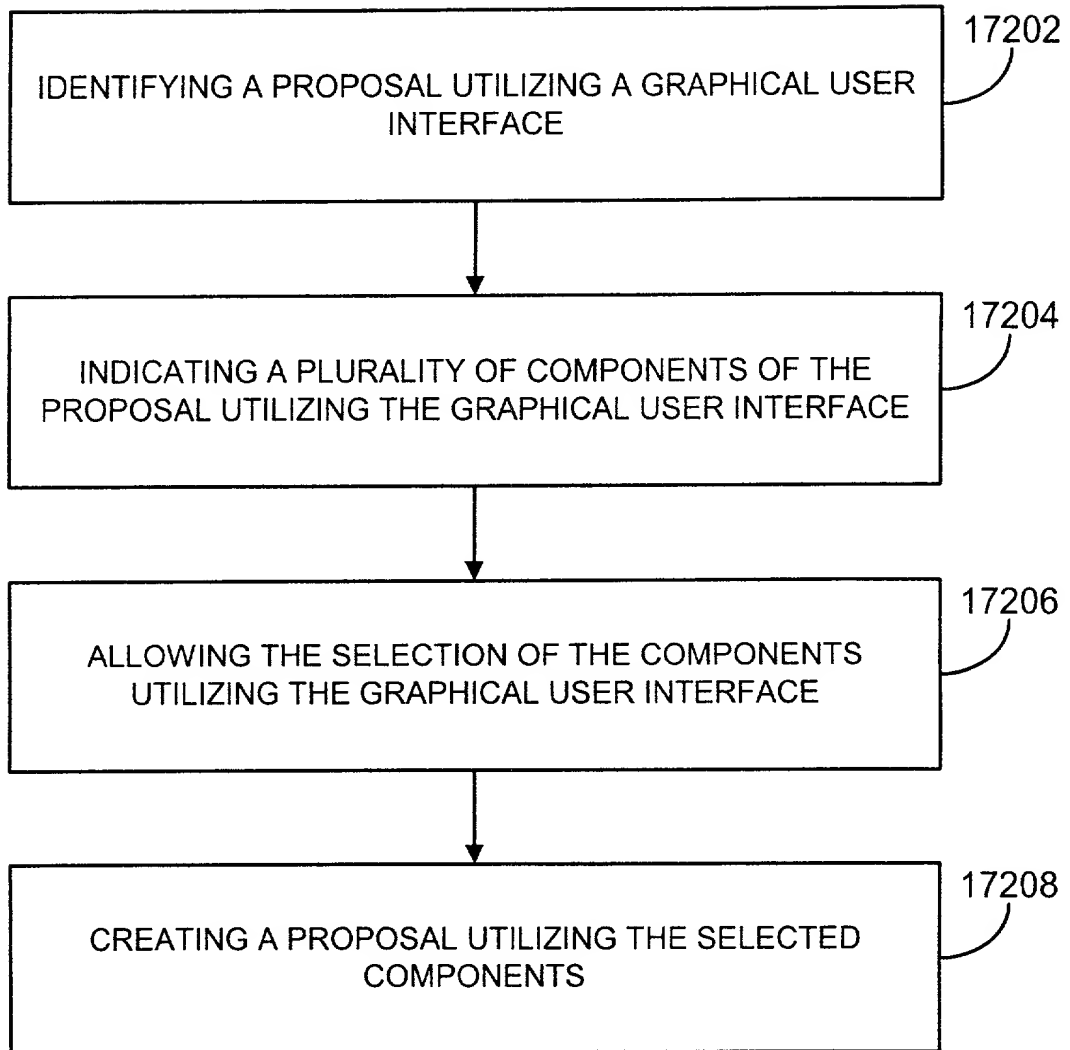 17202
IDENTIFYING A PROPOSAL UTILIZING A GRAPHICAL USER
INTERFACE
17204
INDICATING A PLURALITY OF COMPONENTS OF THE
PROPOSAL UTILIZING THE GRAPHICAL USER INTERFACE
17206
ALLOWING THE SELECTION OF THE COMPONENTS
UTILIZING THE GRAPHICAL USER INTERFACE
17208
CREATING A PROPOSAL UTILIZING THE SELECTED
COMPONENTS